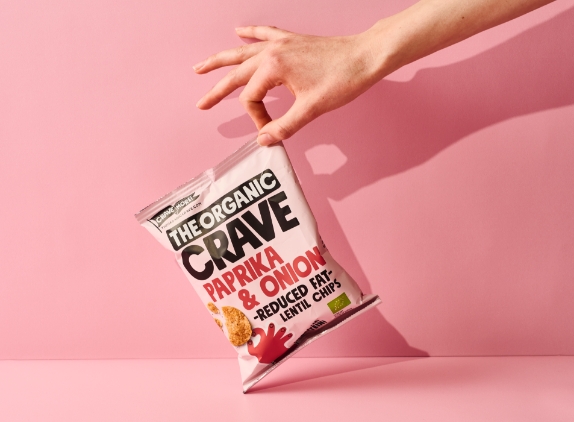 THE ORGANIC
CRAVE
PAPRIKA
& ONION
-REDUCED FAT-
LENTIL CHIPS